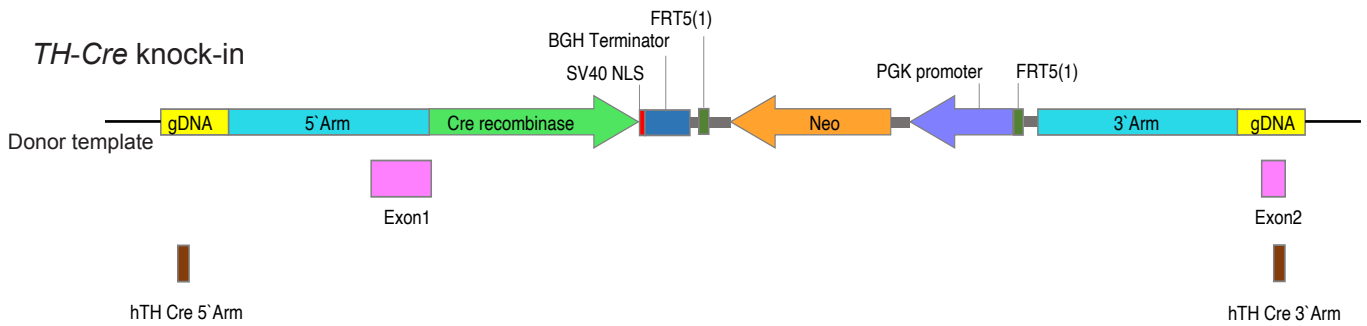 TH-Cre knock-in
FRT5(1)
BGH Terminator
SV40 NLS
PGK promoter
FRT5(1)
Donor template
gDNA
5`Arm
Cre recombinase
Neo
3`Arm
gDNA
Exon1
Exon2
hTH Cre 5`Arm
hTH Cre 3`Arm